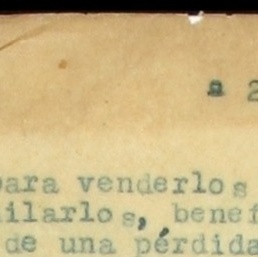 a 2
para venderlos
ilarlos, benef
de una pérdida